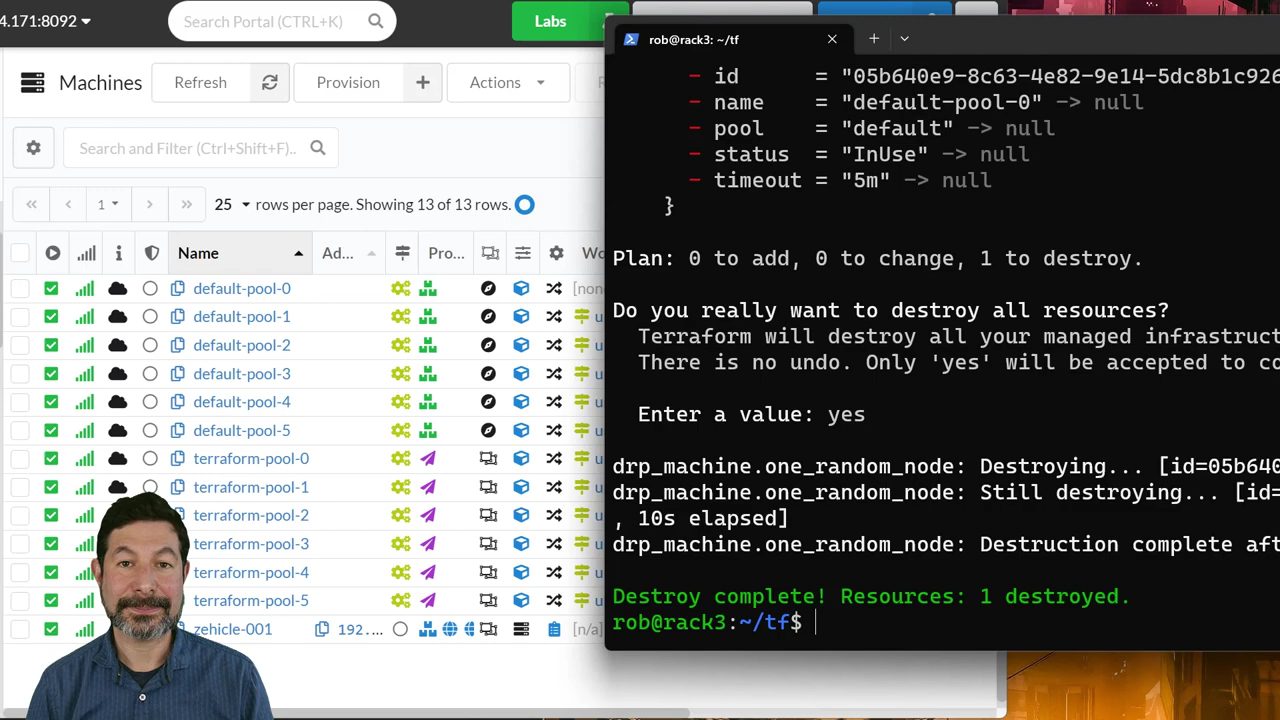 4.171:8092
Search Portal (CTRL+K)
Labs
Machines
Refresh
Provision
Actions
Search and Filter (Ctrl+Shift+F)..
1
25 rows per page. Showing 13 of 13 rows.
Name
Ad...
Pro...
Wo
default-pool-0
[non
default-pool-1
u
default-pool-2
u
default-pool-3
u
default-pool-4
u
default-pool-5
u
terraform-pool-0
terraform-pool-1
terraform-pool-2
terraform-pool-3
terraform-pool-4
terraform-pool-5
zehicle-001
192....
[n/a]
rob@rack3: ~/tf
- id = "05b640e9-8c63-4e82-9e14-5dc8b1c926
- name = "default-pool-0" -> null
- pool = "default" -> null
- status = "InUse" -> null
- timeout = "5m" -> null
}
Plan: 0 to add, 0 to change, 1 to destroy.
Do you really want to destroy all resources?
Terraform will destroy all your managed infrastruct
There is no undo. Only 'yes' will be accepted to co
Enter a value: yes
drp_machine.one_random_node: Destroying... [id=05b640
drp_machine.one_random_node: Still destroying... [id=
, 10s elapsed]
drp_machine.one_random_node: Destruction complete aft
Destroy complete! Resources: 1 destroyed.
rob@rack3:~/tf$